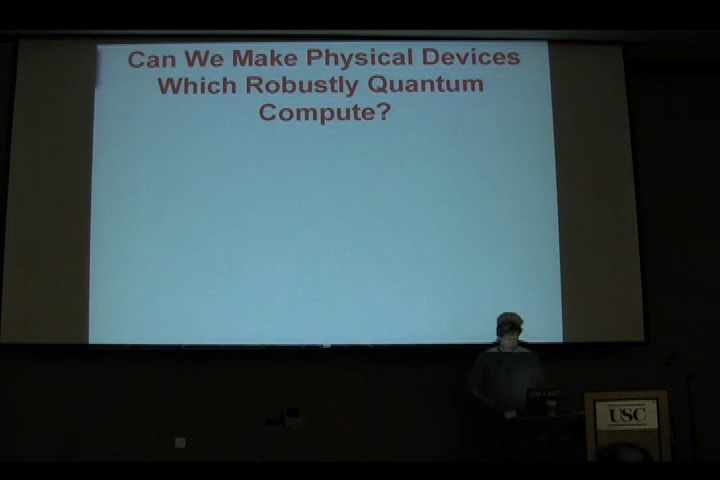 Can We Make Physical Devices
Which Robustly Quantum
Compute?
USC